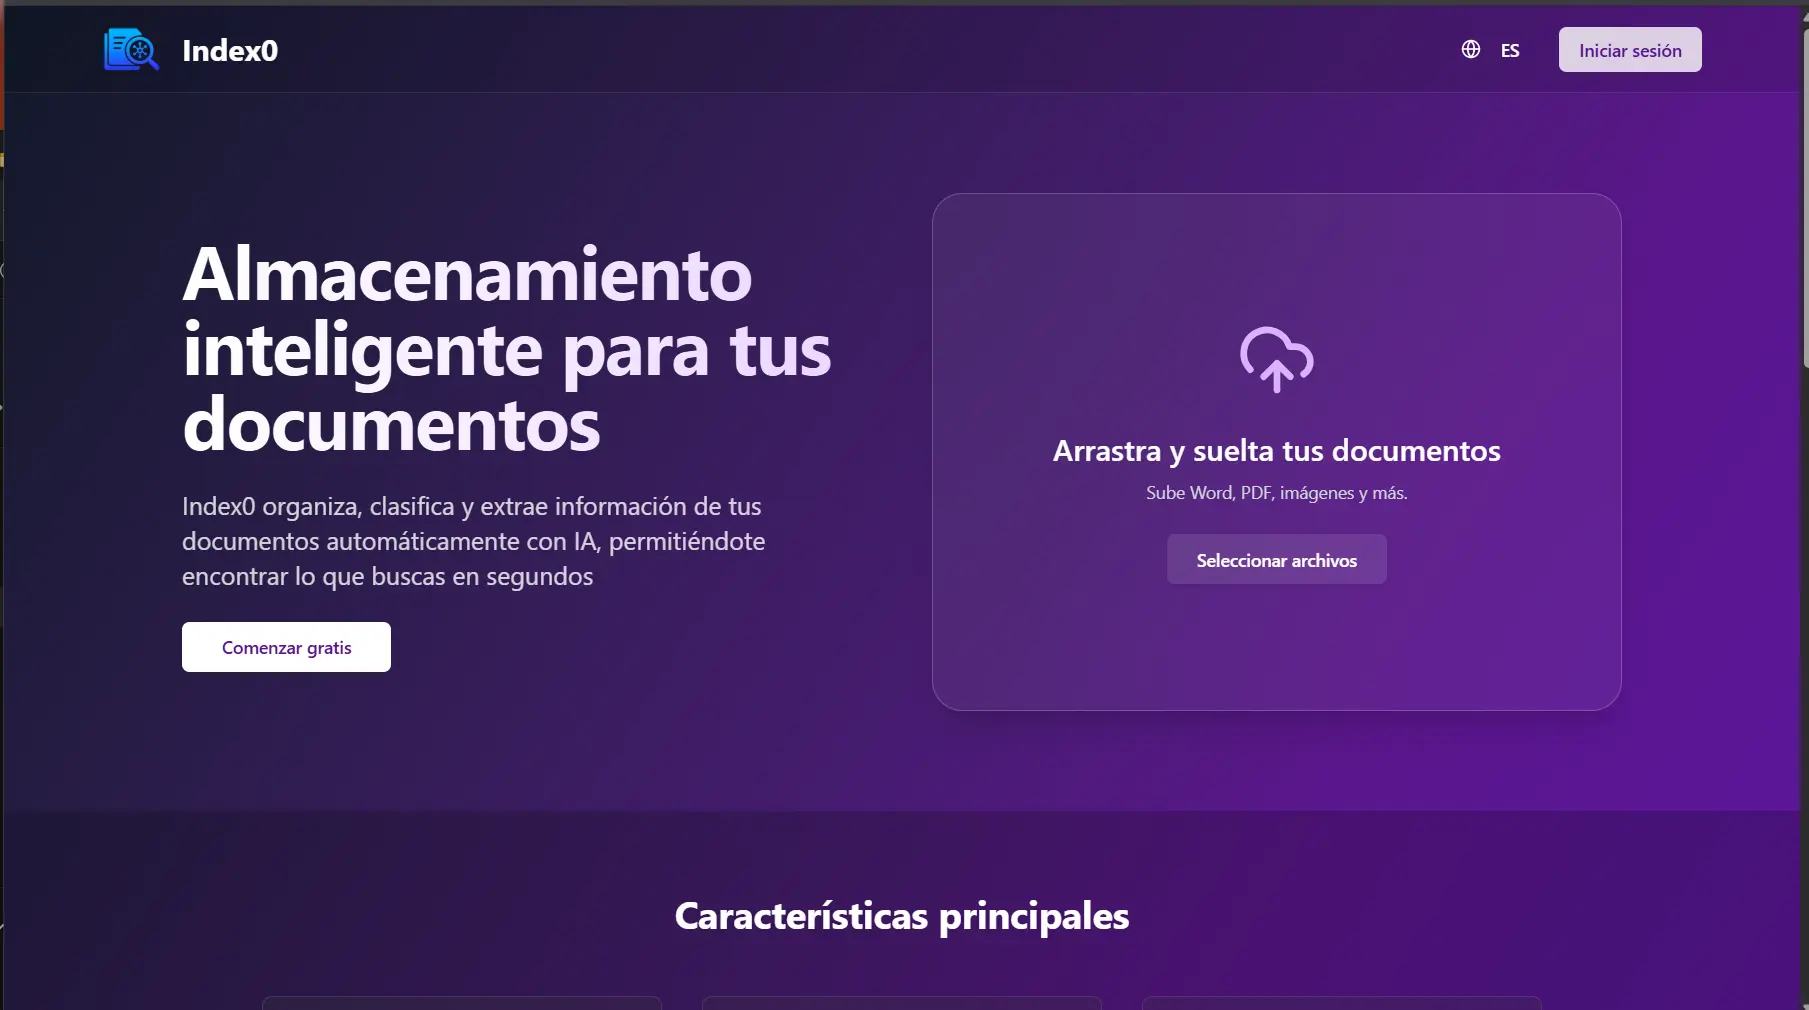 Index0
ES
Iniciar sesión
Almacenamiento
inteligente para tus
documentos
Index0 organiza, clasifica y extrae información de tus
documentos automáticamente con IA, permitiéndote
encontrar lo que buscas en segundos
Comenzar gratis
Arrastra y suelta tus documentos
Sube Word, PDF, imágenes y más.
Seleccionar archivos
Características principales